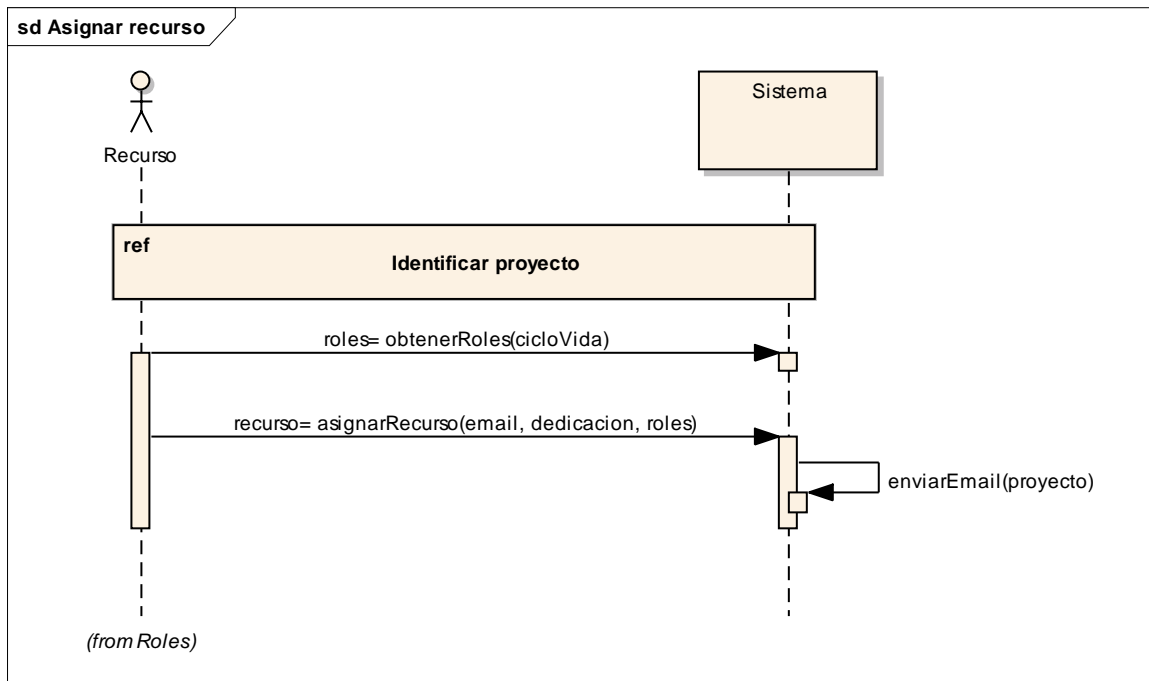 sd Asignar recurso
Recurso
Sistema
ref
Identificar proyecto
roles= obtenerRoles(cicloVida)
recurso= asignarRecurso(email, dedicacion, roles)
enviarEmail(proyecto)
(from Roles)